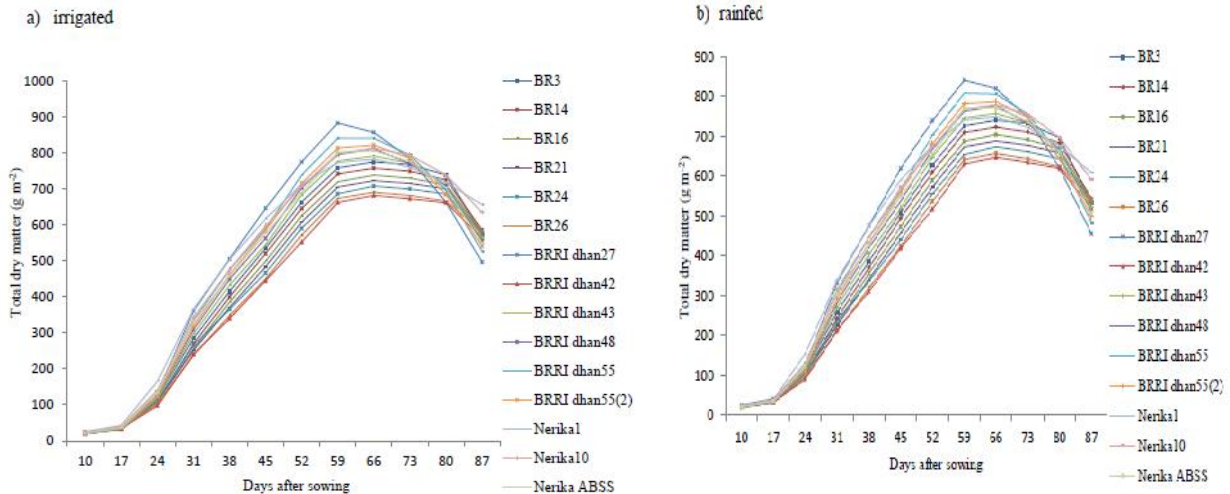 a) irrigated
Total dry matter (g m-2)
1000
900
800
700
600
500
400
300
200
100
0
10 17 24 31 38 45 52 59 66 73 80 87
Days after sowing
BR3
BR14
BR16
BR21
BR24
BR26
BRRI dhan27
BRRI dhan42
BRRI dhan43
BRRI dhan48
BRRI dhan55
BRRI dhan55(2)
Nerika1
Nerika10
Nerika ABSS
b) rainfed
Total dry matter (g m-2)
900
800
700
600
500
400
300
200
100
0
10 17 24 31 38 45 52 59 66 73 80 87
Days after sowing
BR3
BR14
BR16
BR21
BR24
BR26
BRRI dhan27
BRRI dhan42
BRRI dhan43
BRRI dhan48
BRRI dhan55
BRRI dhan55(2)
Nerika1
Nerika10
Nerika ABSS